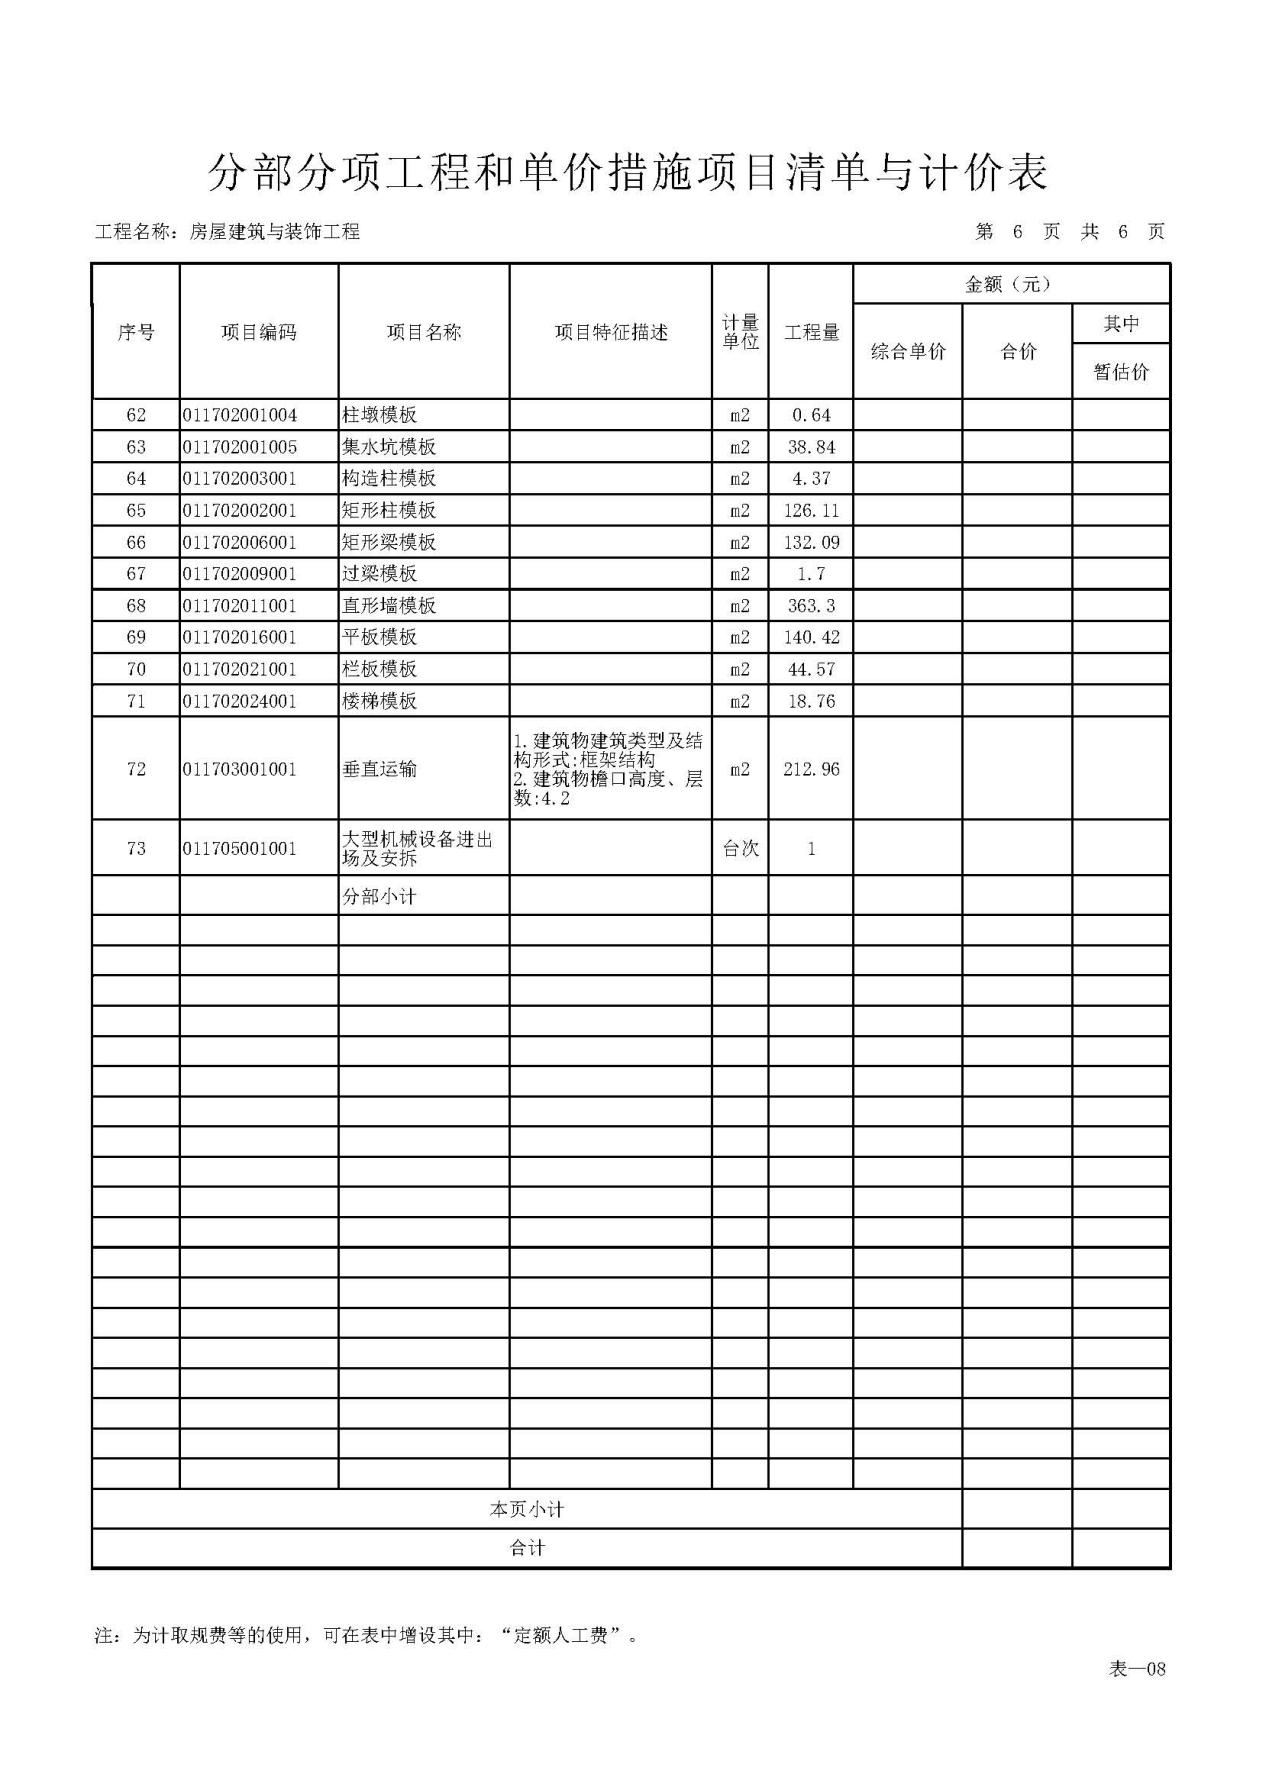 分部分项工程和单价措施项目清单与计价表
工程名称：房屋建筑与装饰工程 第 6 页 共 6 页
序号 项目编码 项目名称 项目特征描述 计量单位 工程量 金额（元）
综合单价 合价 其中
暂估价
62 011702001004 柱墩模板 m2 0.64
63 011702001005 集水坑模板 m2 38.84
64 011702003001 构造柱模板 m2 4.37
65 011702002001 矩形柱模板 m2 126.11
66 011702006001 矩形梁模板 m2 132.09
67 011702009001 过梁模板 m2 1.7
68 011702011001 直形墙模板 m2 363.3
69 011702016001 平板模板 m2 140.42
70 011702021001 栏板模板 m2 44.57
71 011702024001 楼梯模板 m2 18.76
72 011703001001 垂直运输 1.建筑物建筑类型及结构形式:框架结构 2.建筑物檐口高度、层数:4.2 m2 212.96
73 011705001001 大型机械设备进出场及安拆 台次 1
分部小计
本页小计
合计
注：为计取规费等的使用，可在表中增设其中：“定额人工费”。
表—08